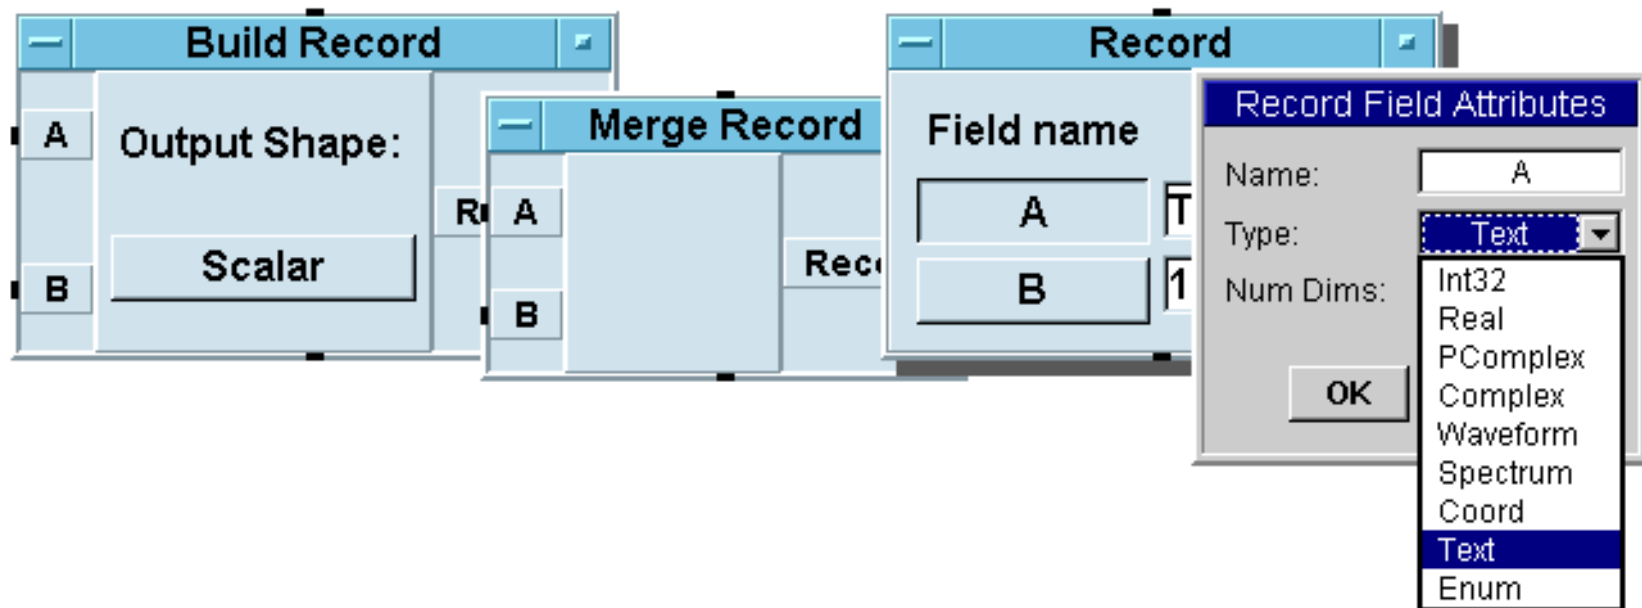 Build Record
A
Output Shape:
Scalar
B
R
Merge Record
A
B
Reco
Record
Field name
A
T
B
1
Record Field Attributes
Name: A
Type: Text
Num Dims:
OK
Int32
Real
PComplex
Complex
Waveform
Spectrum
Coord
Text
Enum